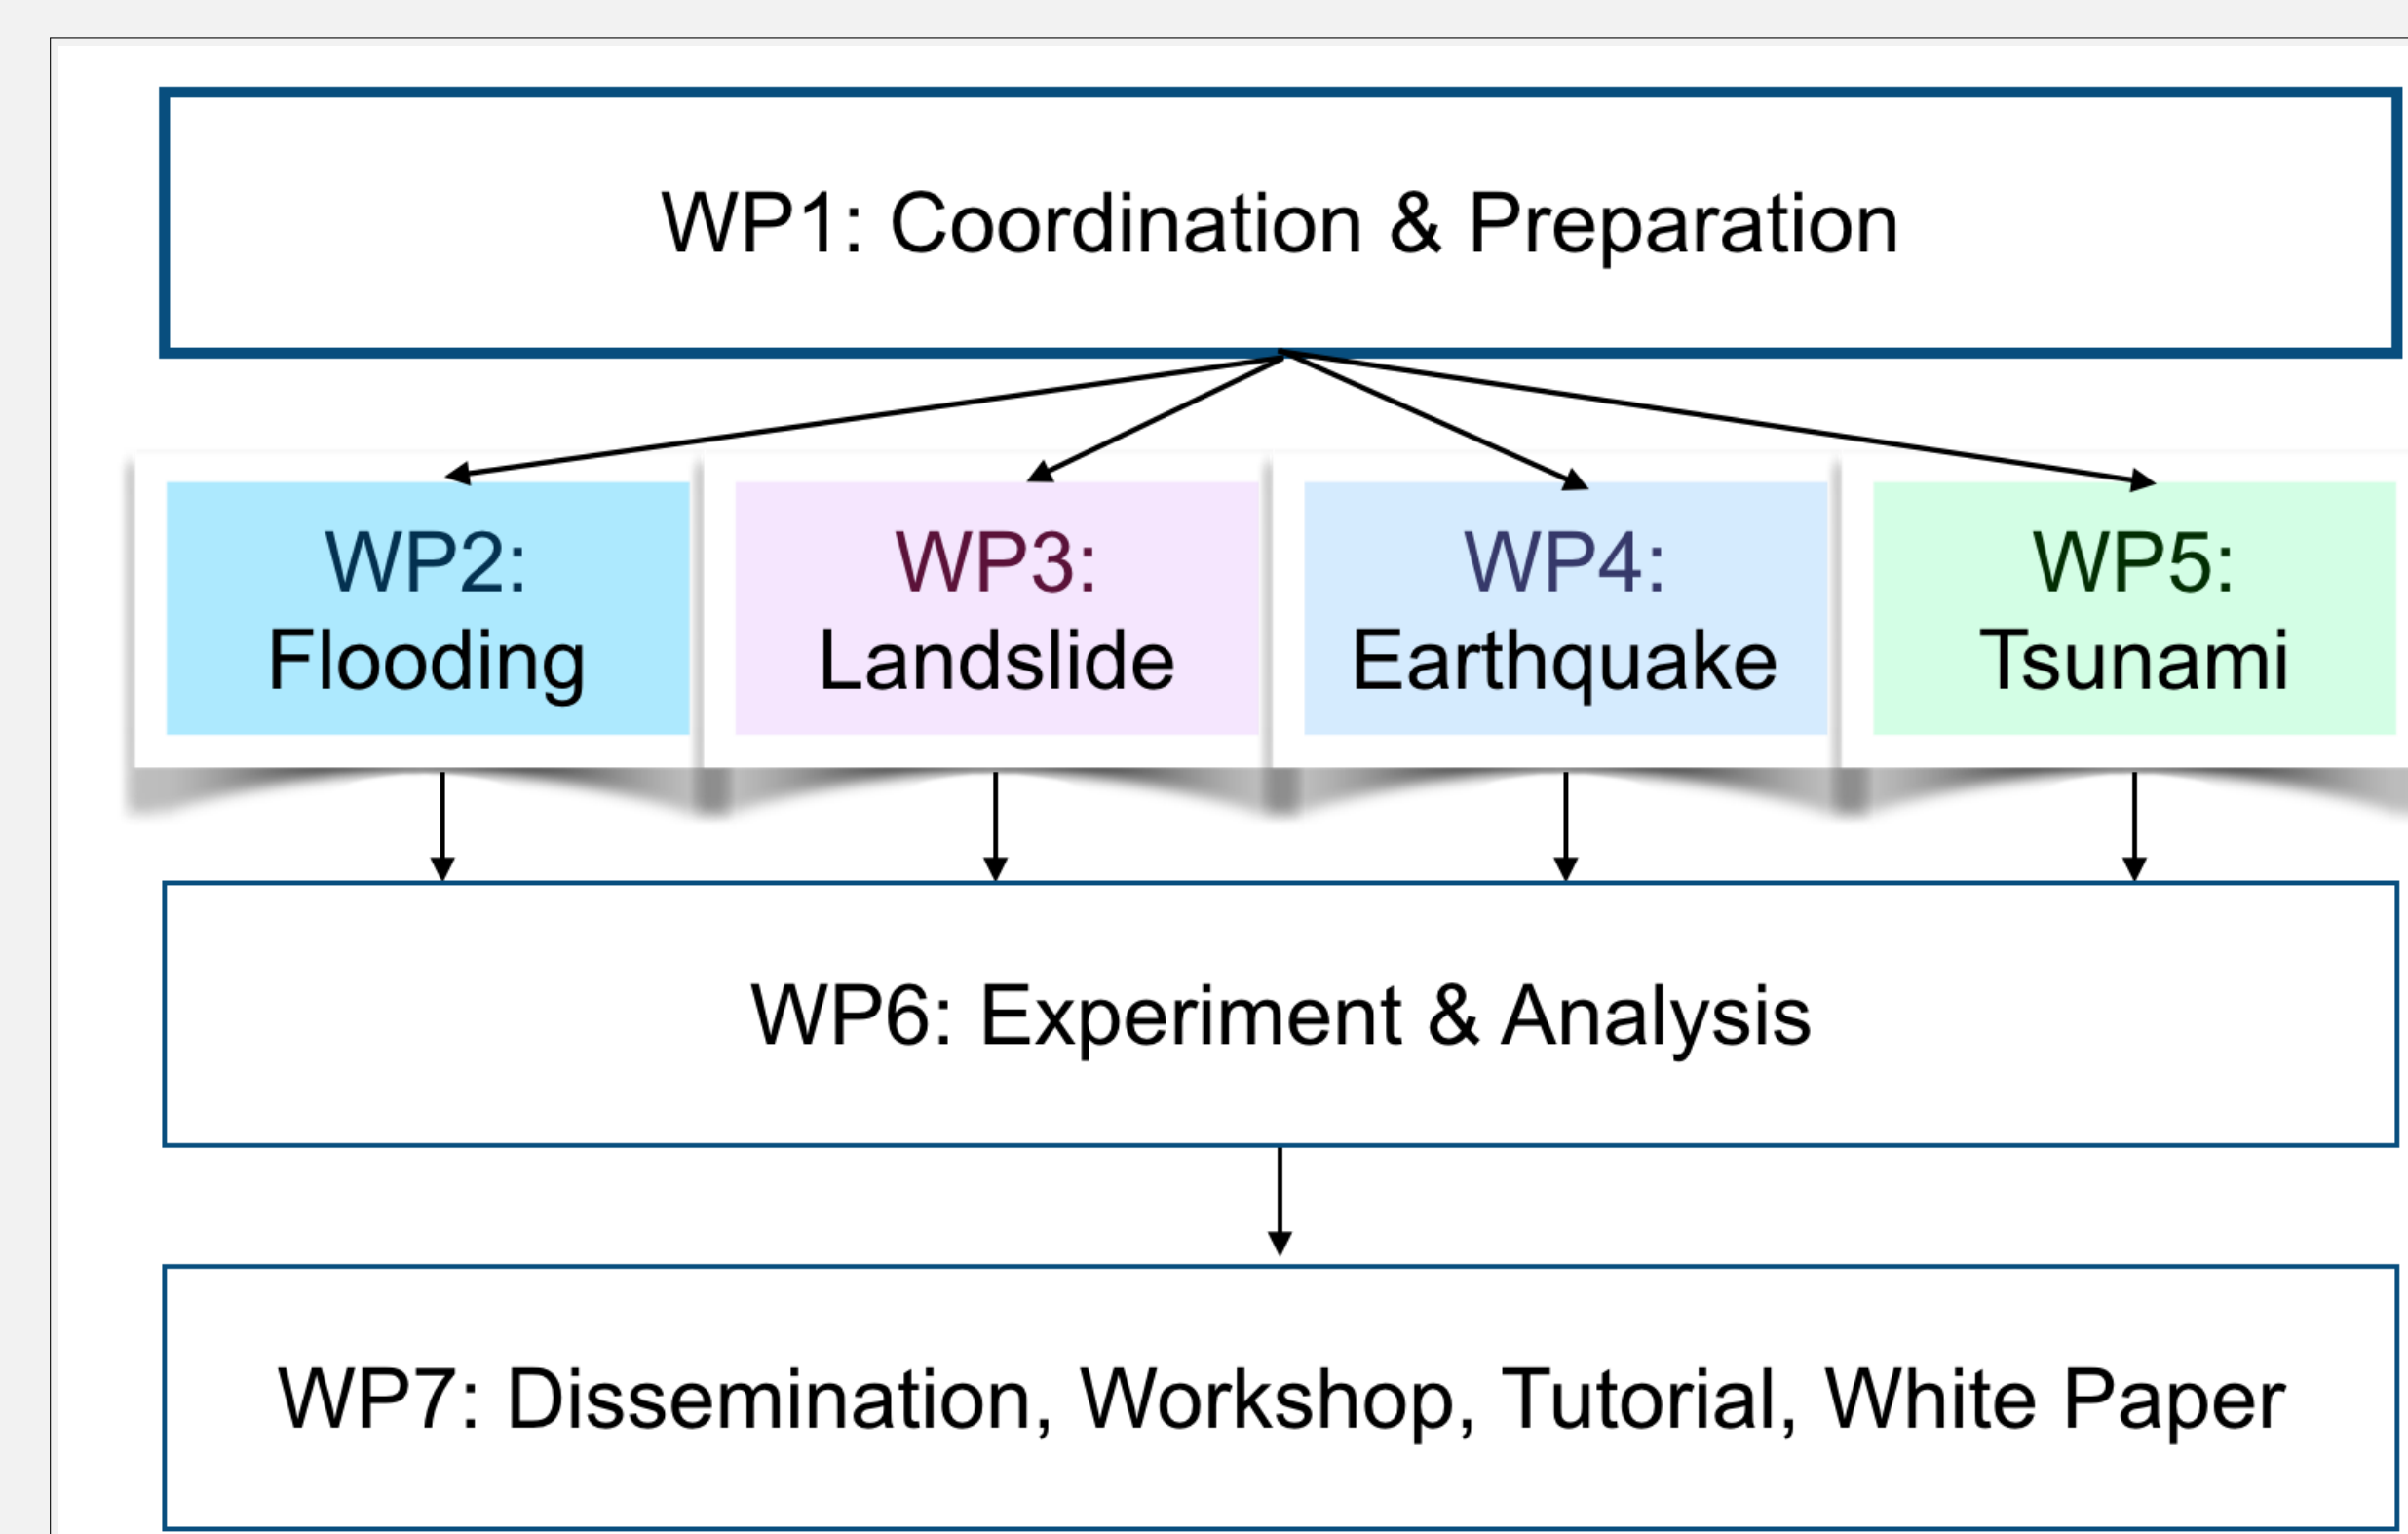 WP1: Coordination & Preparation
WP2:
Flooding
WP3:
Landslide
WP4:
Earthquake
WP5:
Tsunami
WP6: Experiment & Analysis
WP7: Dissemination, Workshop, Tutorial, White Paper